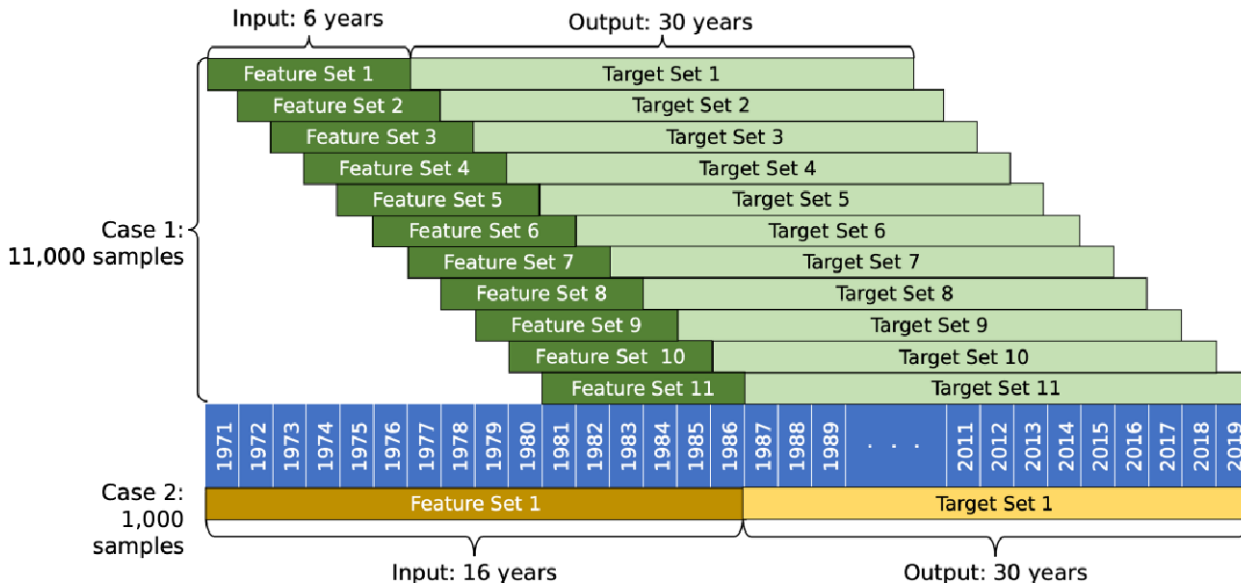 Input: 6 years
Output: 30 years
Feature Set 1
Target Set 1
Feature Set 2
Target Set 2
Feature Set 3
Target Set 3
Feature Set 4
Target Set 4
Feature Set 5
Target Set 5
Feature Set 6
Target Set 6
Feature Set 7
Target Set 7
Feature Set 8
Target Set 8
Feature Set 9
Target Set 9
Feature Set 10
Target Set 10
Feature Set 11
Target Set 11
Case 1:
11,000 samples
1971
1972
1973
1974
1975
1976
1977
1978
1979
1980
1981
1982
1983
1984
1985
1986
1987
1988
1989
. . .
2011
2012
2013
2014
2015
2016
2017
2018
2019
Case 2:
1,000
samples
Feature Set 1
Target Set 1
Input: 16 years
Output: 30 years